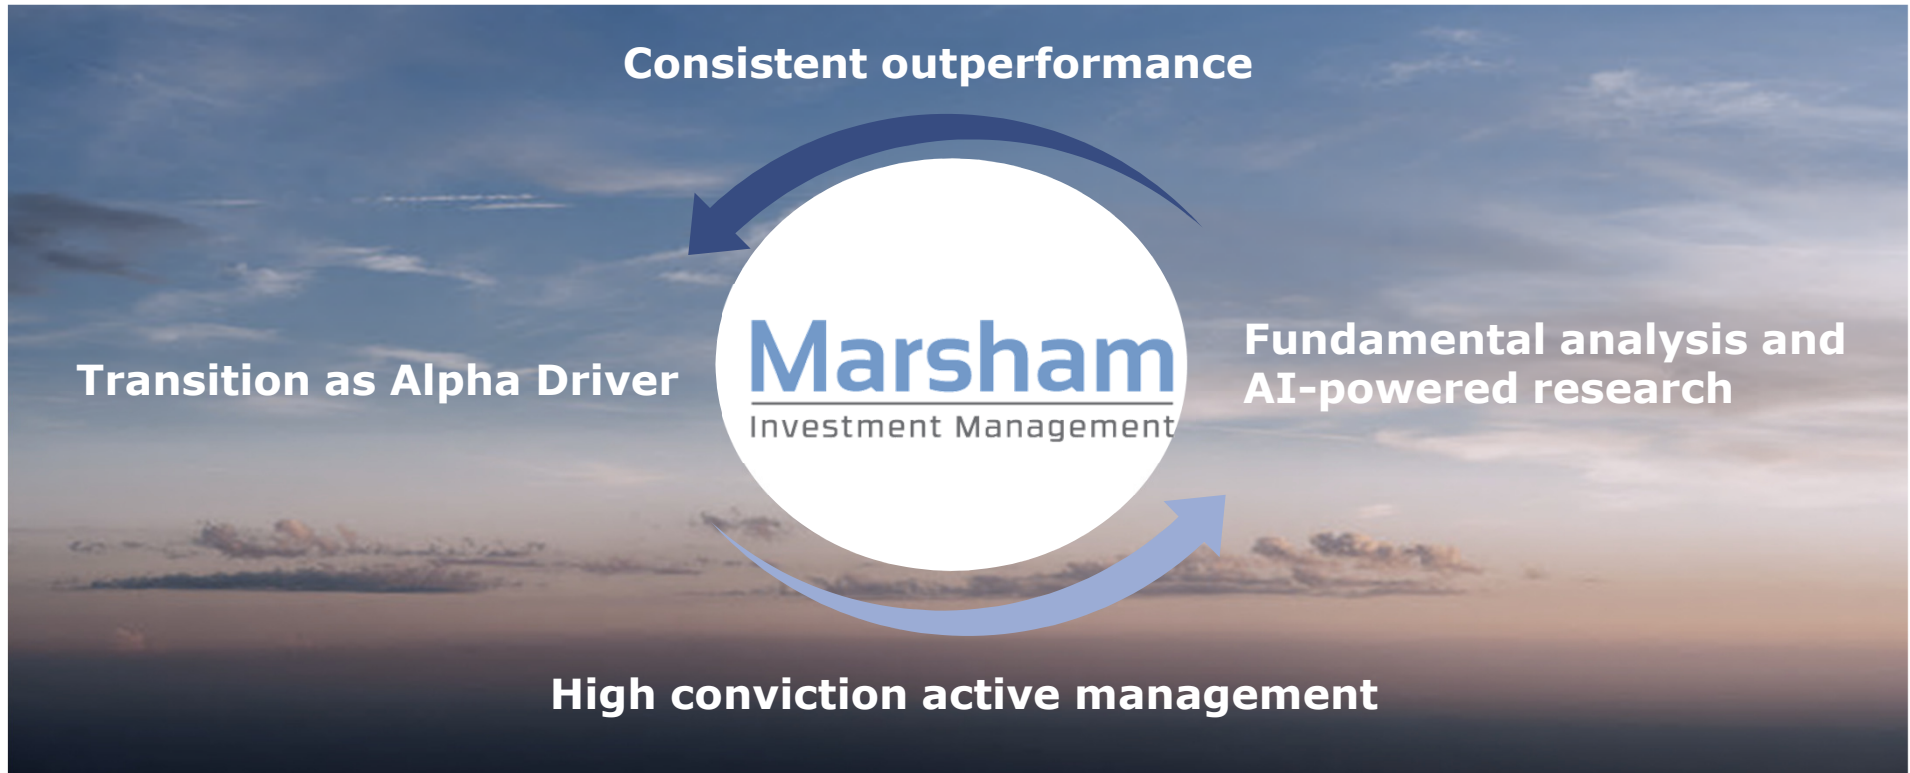 Consistent outperformance
Transition as Alpha Driver
Marsham
Investment Management
Fundamental analysis and
AI-powered research
High conviction active management